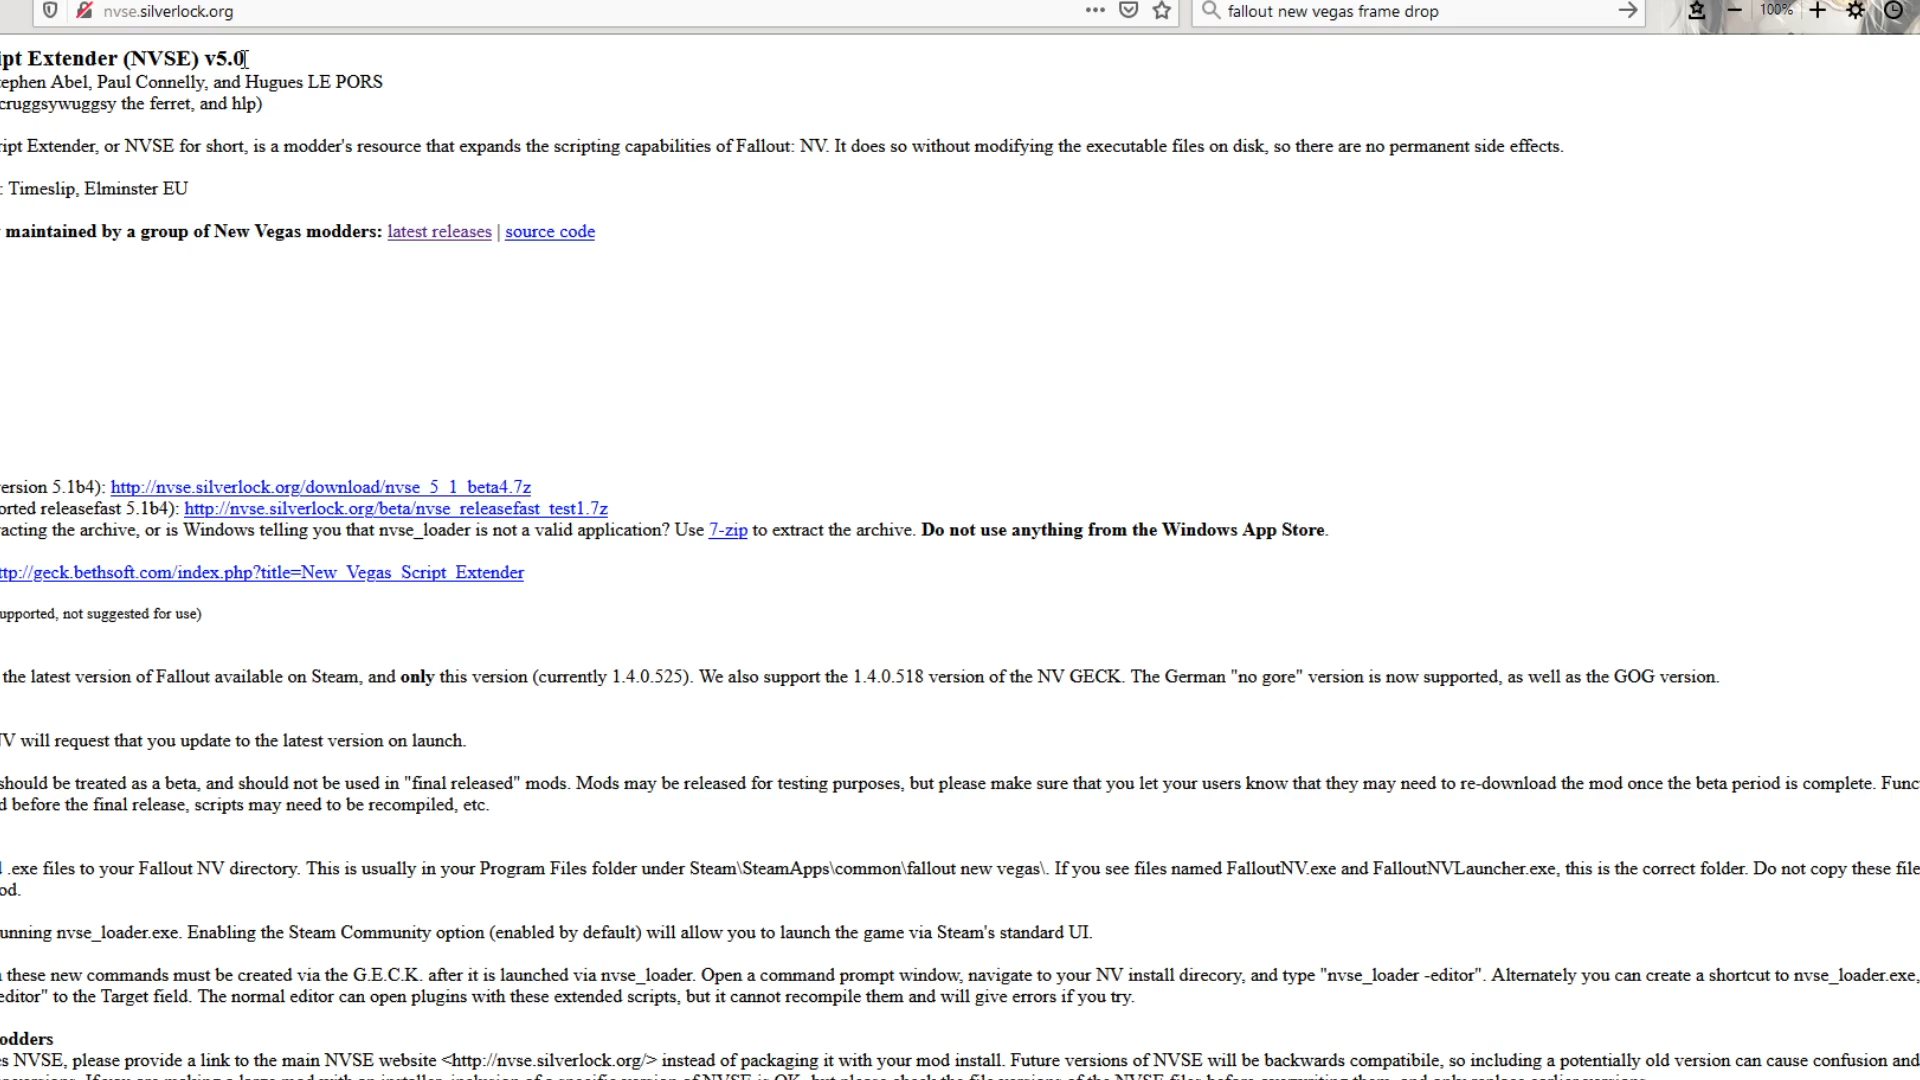 nvse.silverlock.org
fallout new vegas frame drop
100%
ipt Extender (NVSE) v5.0
tephen Abel, Paul Connelly, and Hugues LE PORS
cruggsywuggsy the ferret, and hlp)
ript Extender, or NVSE for short, is a modder's resource that expands the scripting capabilities of Fallout: NV. It does so without modifying the executable files on disk, so there are no permanent side effects.
: Timeslip, Elminster EU
maintained by a group of New Vegas modders: latest releases | source code
ersion 5.1b4): http://nvse.silverlock.org/download/nvse_5_1_beta4.7z
orted releasefast 5.1b4): http://nvse.silverlock.org/beta/nvse_releasefast_test1.7z
acting the archive, or is Windows telling you that nvse_loader is not a valid application? Use 7-zip to extract the archive. Do not use anything from the Windows App Store.
ttp://geck.bethsoft.com/index.php?title=New_Vegas_Script_Extender
upported, not suggested for use)
the latest version of Fallout available on Steam, and only this version (currently 1.4.0.525). We also support the 1.4.0.518 version of the NV GECK. The German "no gore" version is now supported, as well as the GOG version.
NV will request that you update to the latest version on launch.
should be treated as a beta, and should not be used in "final released" mods. Mods may be released for testing purposes, but please make sure that you let your users know that they may need to re-download the mod once the beta period is complete. Func
d before the final release, scripts may need to be recompiled, etc.
.exe files to your Fallout NV directory. This is usually in your Program Files folder under Steam\SteamApps\common\fallout new vegas\. If you see files named FalloutNV.exe and FalloutNVLauncher.exe, this is the correct folder. Do not copy these file
od.
unning nvse_loader.exe. Enabling the Steam Community option (enabled by default) will allow you to launch the game via Steam's standard UI.
these new commands must be created via the G.E.C.K. after it is launched via nvse_loader. Open a command prompt window, navigate to your NV install direcory, and type "nvse_loader -editor". Alternately you can create a shortcut to nvse_loader.exe,
editor" to the Target field. The normal editor can open plugins with these extended scripts, but it cannot recompile them and will give errors if you try.
odders
es NVSE, please provide a link to the main NVSE website <http://nvse.silverlock.org/> instead of packaging it with your mod install. Future versions of NVSE will be backwards compatibile, so including a potentially old version can cause confusion and